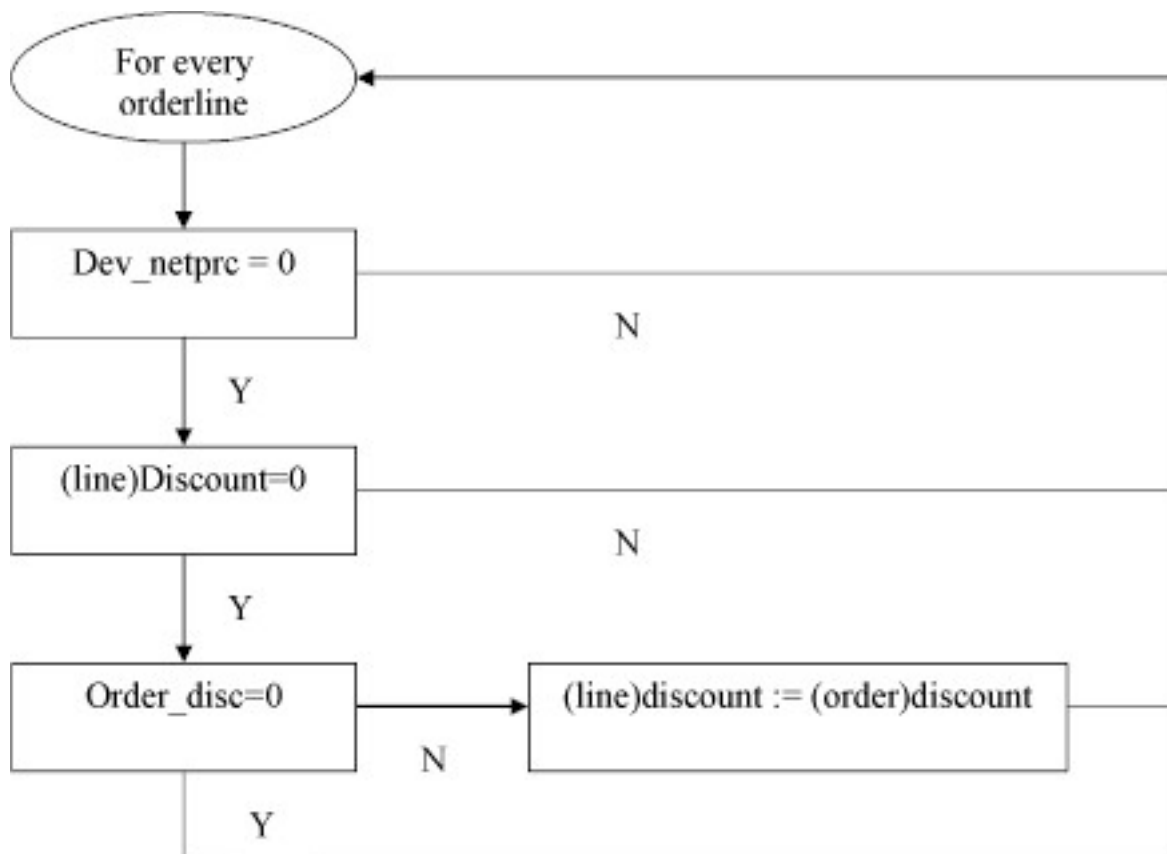 For every
orderline
Dev_netprc = 0
N
Y
(line)Discount=0
N
Y
Order_disc=0
(line)discount := (order)discount
N
Y